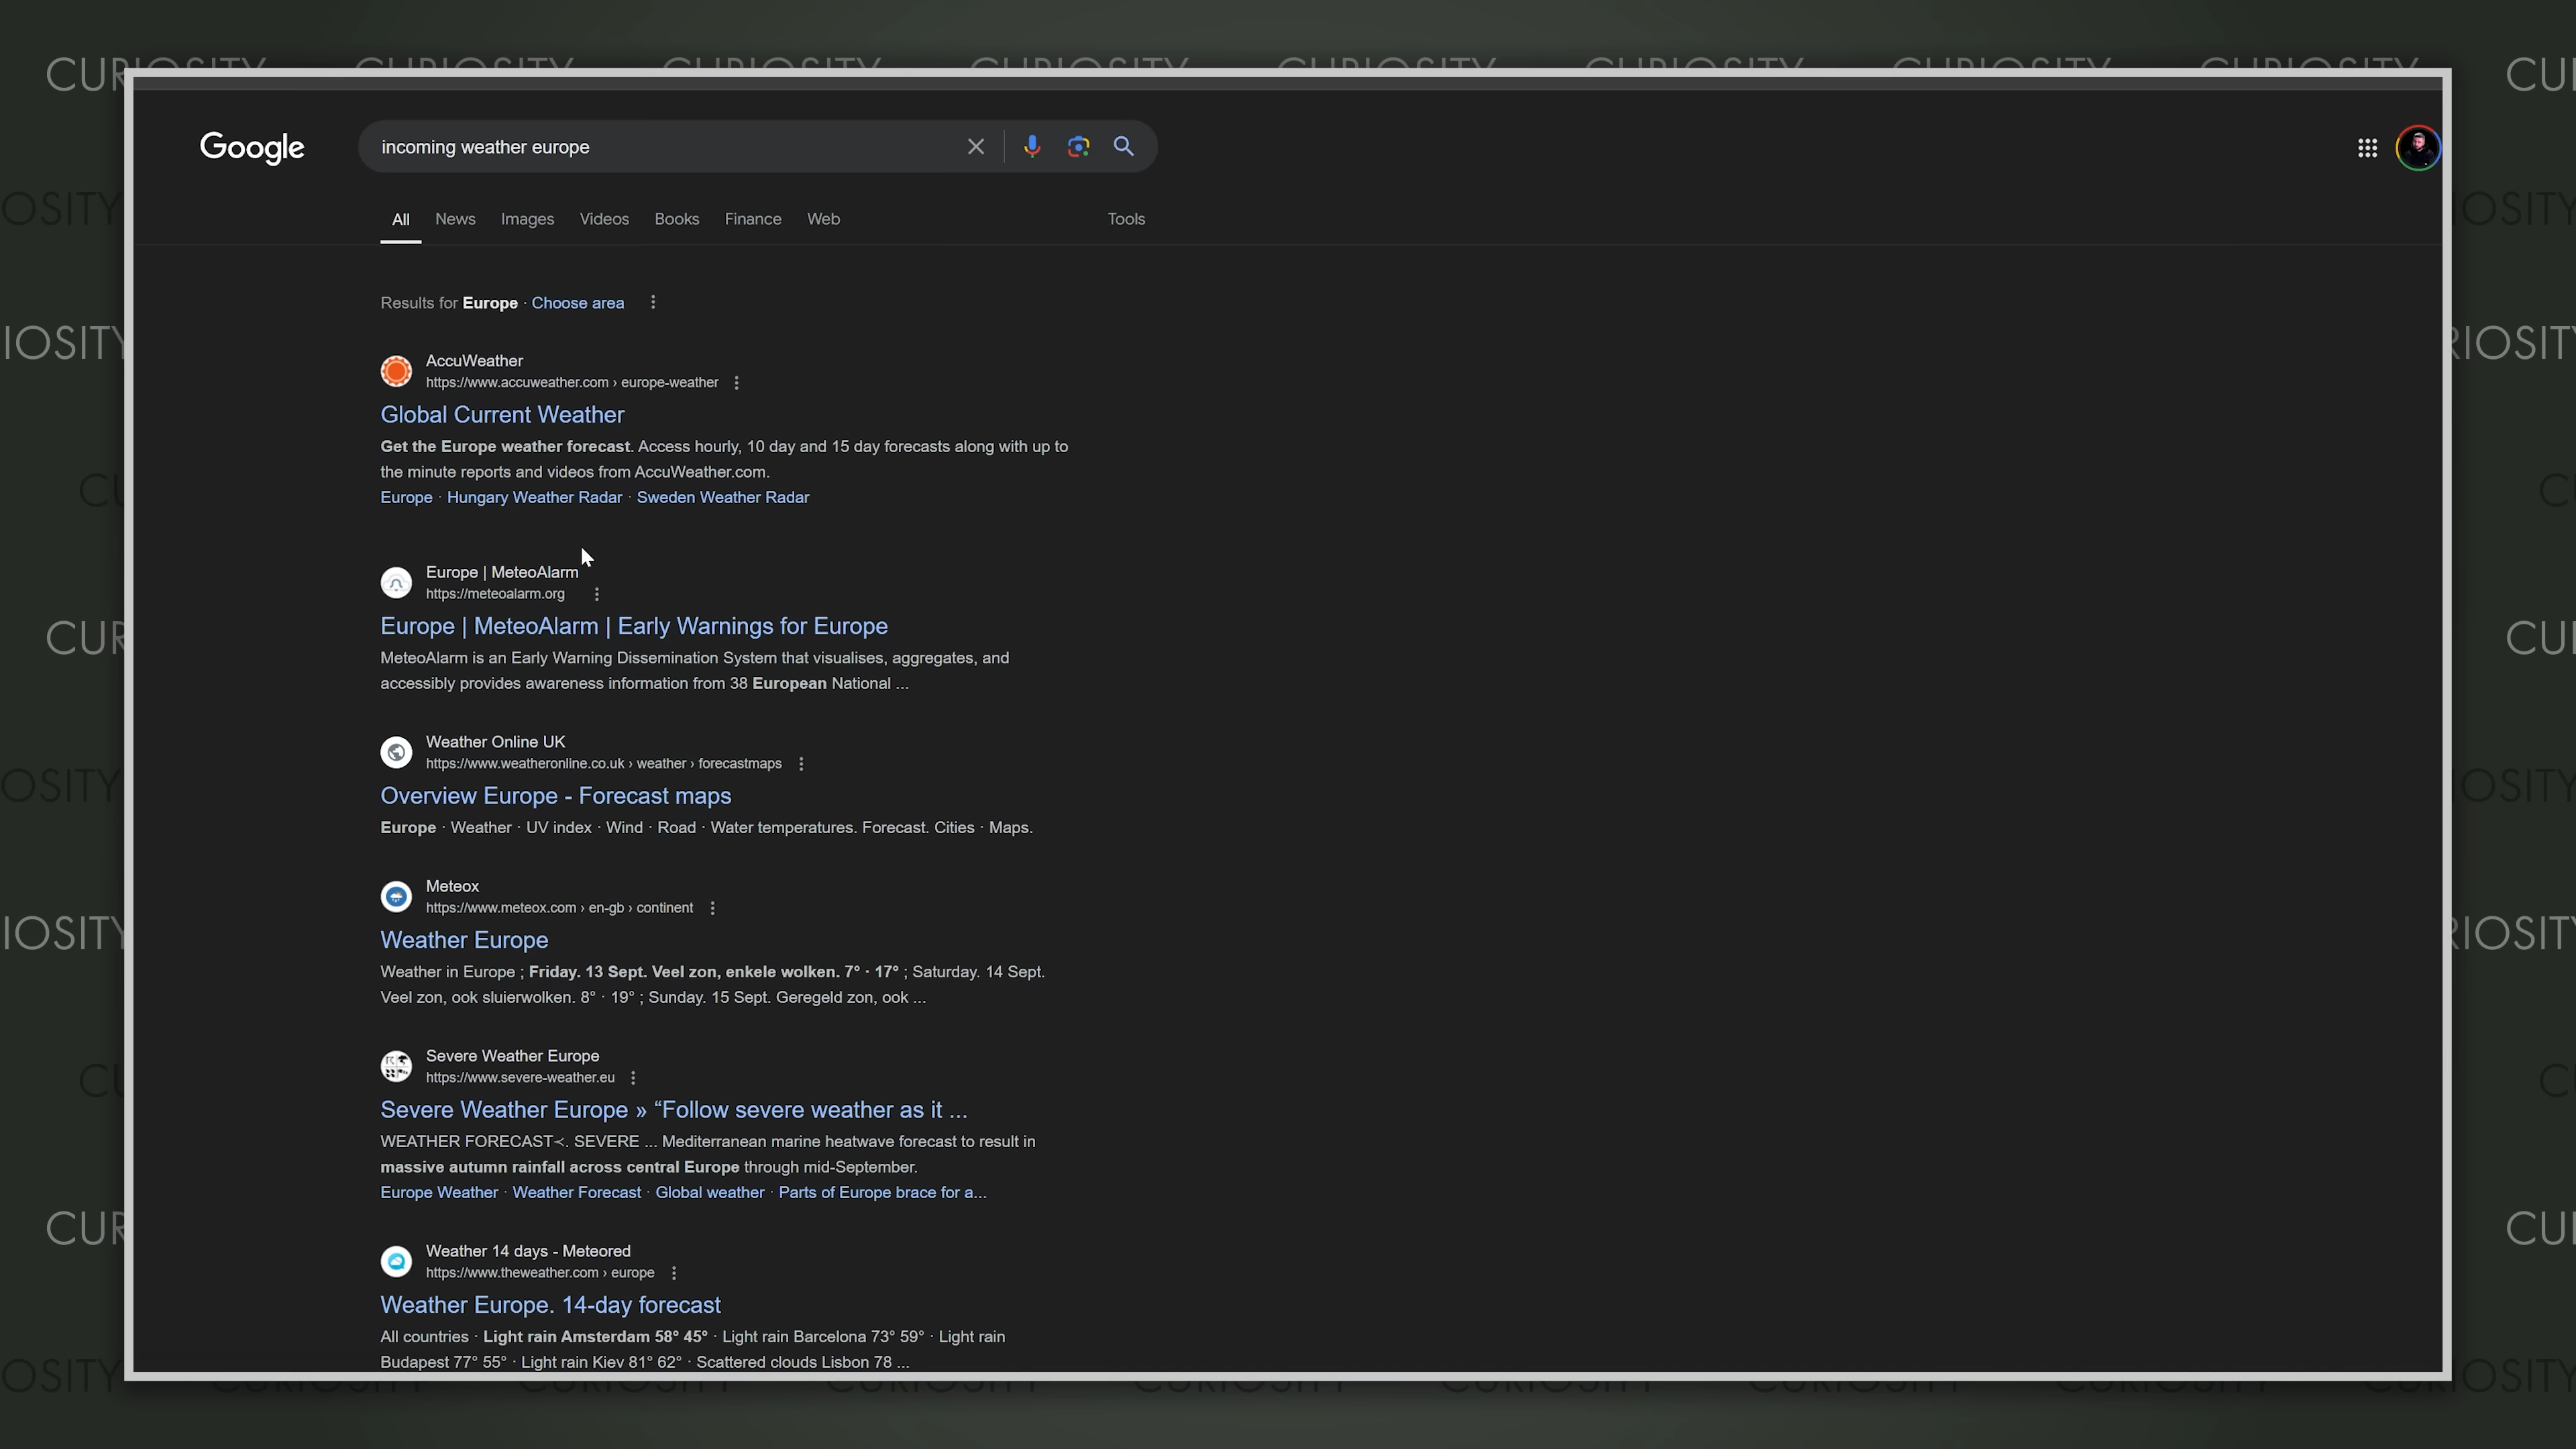 CURIOSITY CURIOSITY CURIOSITY CURIOSITY CURIOSITY CURIOSITY CURIOSITY CURIOSITY CUI
Google
incoming weather europe
All News Images Videos Books Finance Web Tools
Results for Europe · Choose area
AccuWeather
https://www.accuweather.com › europe-weather
Global Current Weather
Get the Europe weather forecast. Access hourly, 10 day and 15 day forecasts along with up to
the minute reports and videos from AccuWeather.com.
Europe · Hungary Weather Radar · Sweden Weather Radar
Europe | MeteoAlarm
https://meteoalarm.org
Europe | MeteoAlarm | Early Warnings for Europe
MeteoAlarm is an Early Warning Dissemination System that visualises, aggregates, and
accessibly provides awareness information from 38 European National ...
Weather Online UK
https://www.weatheronline.co.uk › weather › forecastmaps
Overview Europe - Forecast maps
Europe · Weather · UV index · Wind · Road · Water temperatures. Forecast. Cities · Maps.
Meteox
https://www.meteox.com › en-gb › continent
Weather Europe
Weather in Europe ; Friday. 13 Sept. Veel zon, enkele wolken. 7° · 17° ; Saturday. 14 Sept.
Veel zon, ook sluierwolken. 8° · 19° ; Sunday. 15 Sept. Geregeld zon, ook ...
Severe Weather Europe
https://www.severe-weather.eu
Severe Weather Europe » “Follow severe weather as it ...
WEATHER FORECAST≺. SEVERE ... Mediterranean marine heatwave forecast to result in
massive autumn rainfall across central Europe through mid-September.
Europe Weather · Weather Forecast · Global weather · Parts of Europe brace for a...
Weather 14 days - Meteored
https://www.theweather.com › europe
Weather Europe. 14-day forecast
All countries · Light rain Amsterdam 58° 45° · Light rain Barcelona 73° 59° · Light rain
Budapest 77° 55° · Light rain Kiev 81° 62° · Scattered clouds Lisbon 78 ...